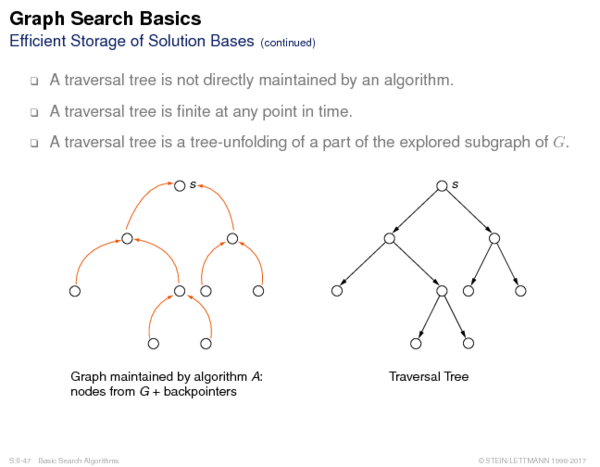 Graph Search Basics
Efficient Storage of Solution Bases (continued)
❑ A traversal tree is not directly maintained by an algorithm.
❑ A traversal tree is finite at any point in time.
❑ A traversal tree is a tree-unfolding of a part of the explored subgraph of G.
s
s
Graph maintained by algorithm A:
nodes from G + backpointers
Traversal Tree
S:II-47 Basic Search Algorithms
© STEIN/LETTMANN 1998-2017